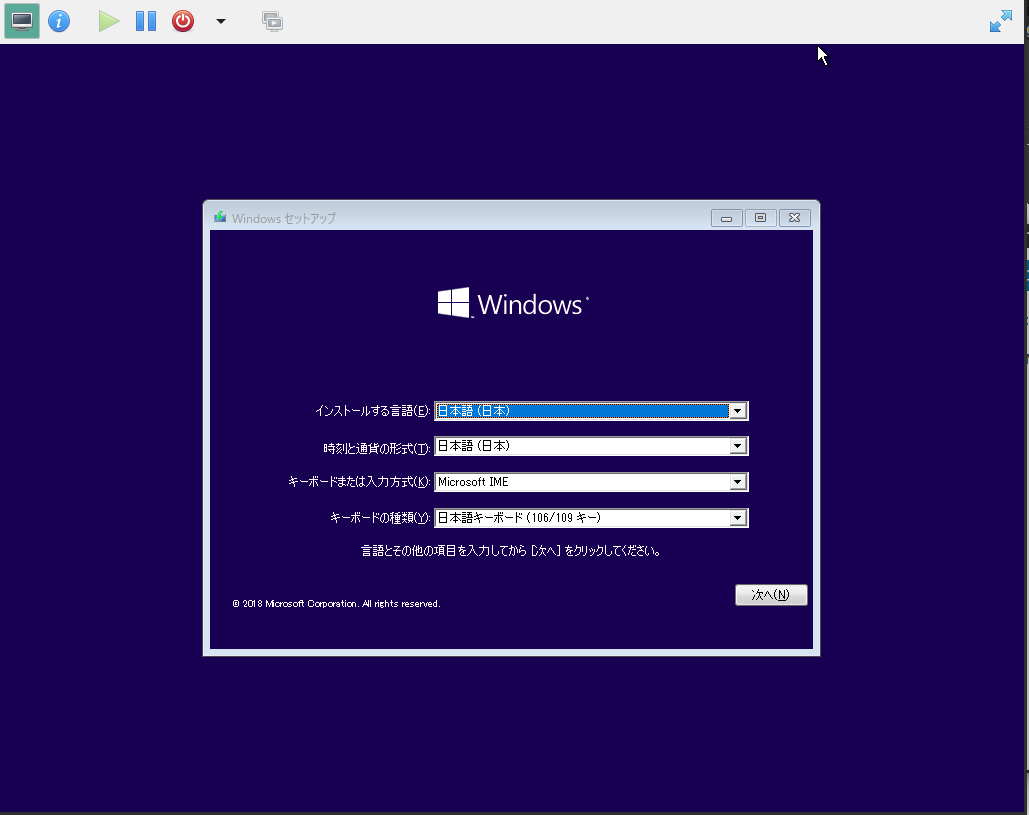 Windows セットアップ
Windows
インストールする言語(E): 日本語 (日本)
時刻と通貨の形式(T): 日本語 (日本)
キーボードまたは入力方式(K): Microsoft IME
キーボードの種類(Y): 日本語キーボード (106/109 キー)
言語とその他の項目を入力してから [次へ] をクリックしてください。
次へ(N)
© 2018 Microsoft Corporation. All rights reserved.